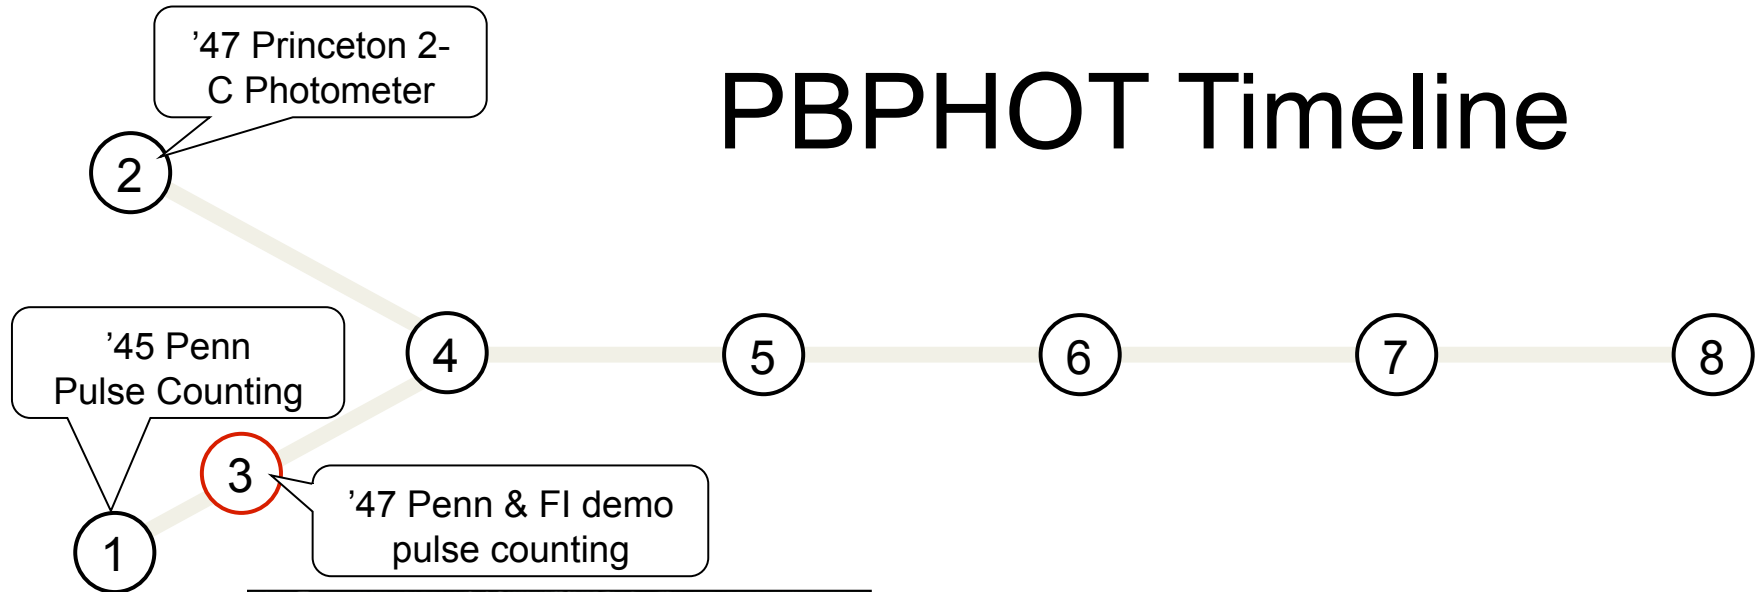 ’47 Princeton 2-
C Photometer
PBPHOT Timeline
2
’45 Penn
Pulse Counting
4
5
6
7
8
3
’47 Penn & FI demo
pulse counting
1